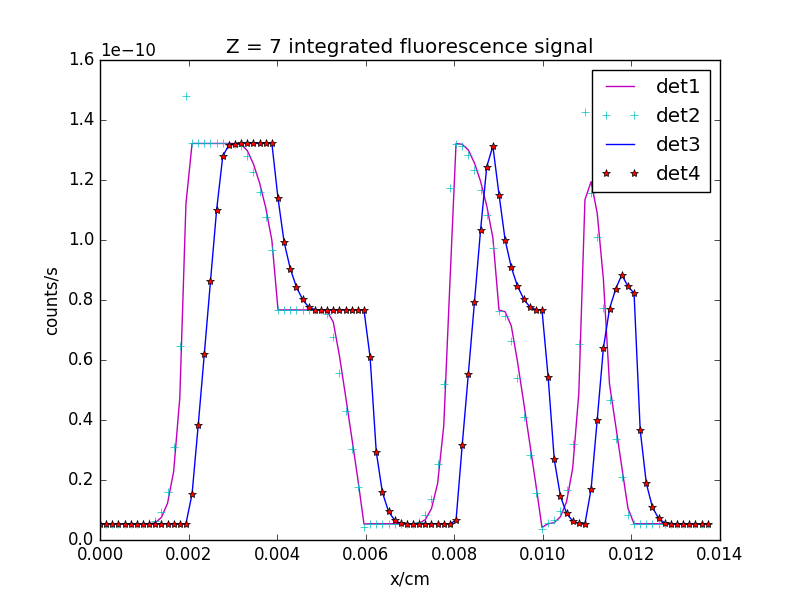 Z = 7 integrated fluorescence signal
1e−10
1.6
1.4
1.2
1.0
0.8
0.6
0.4
0.2
0.0
counts/s
det1
det2
det3
det4
0.000 0.002 0.004 0.006 0.008 0.010 0.012 0.014
x/cm